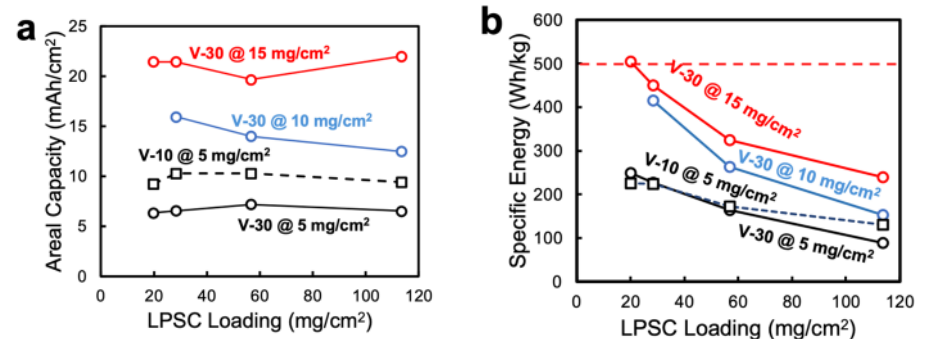 a
Areal Capacity (mAh/cm²)
25
20
15
10
5
0
V-30 @ 15 mg/cm²
V-30 @ 10 mg/cm²
V-10 @ 5 mg/cm²
V-30 @ 5 mg/cm²
0 20 40 60 80 100 120
LPSC Loading (mg/cm²)
b
Specific Energy (Wh/kg)
600
500
400
300
200
100
0
V-30 @ 15 mg/cm²
V-30 @ 10 mg/cm²
V-10 @ 5 mg/cm²
V-30 @ 5 mg/cm²
0 20 40 60 80 100 120
LPSC Loading (mg/cm²)